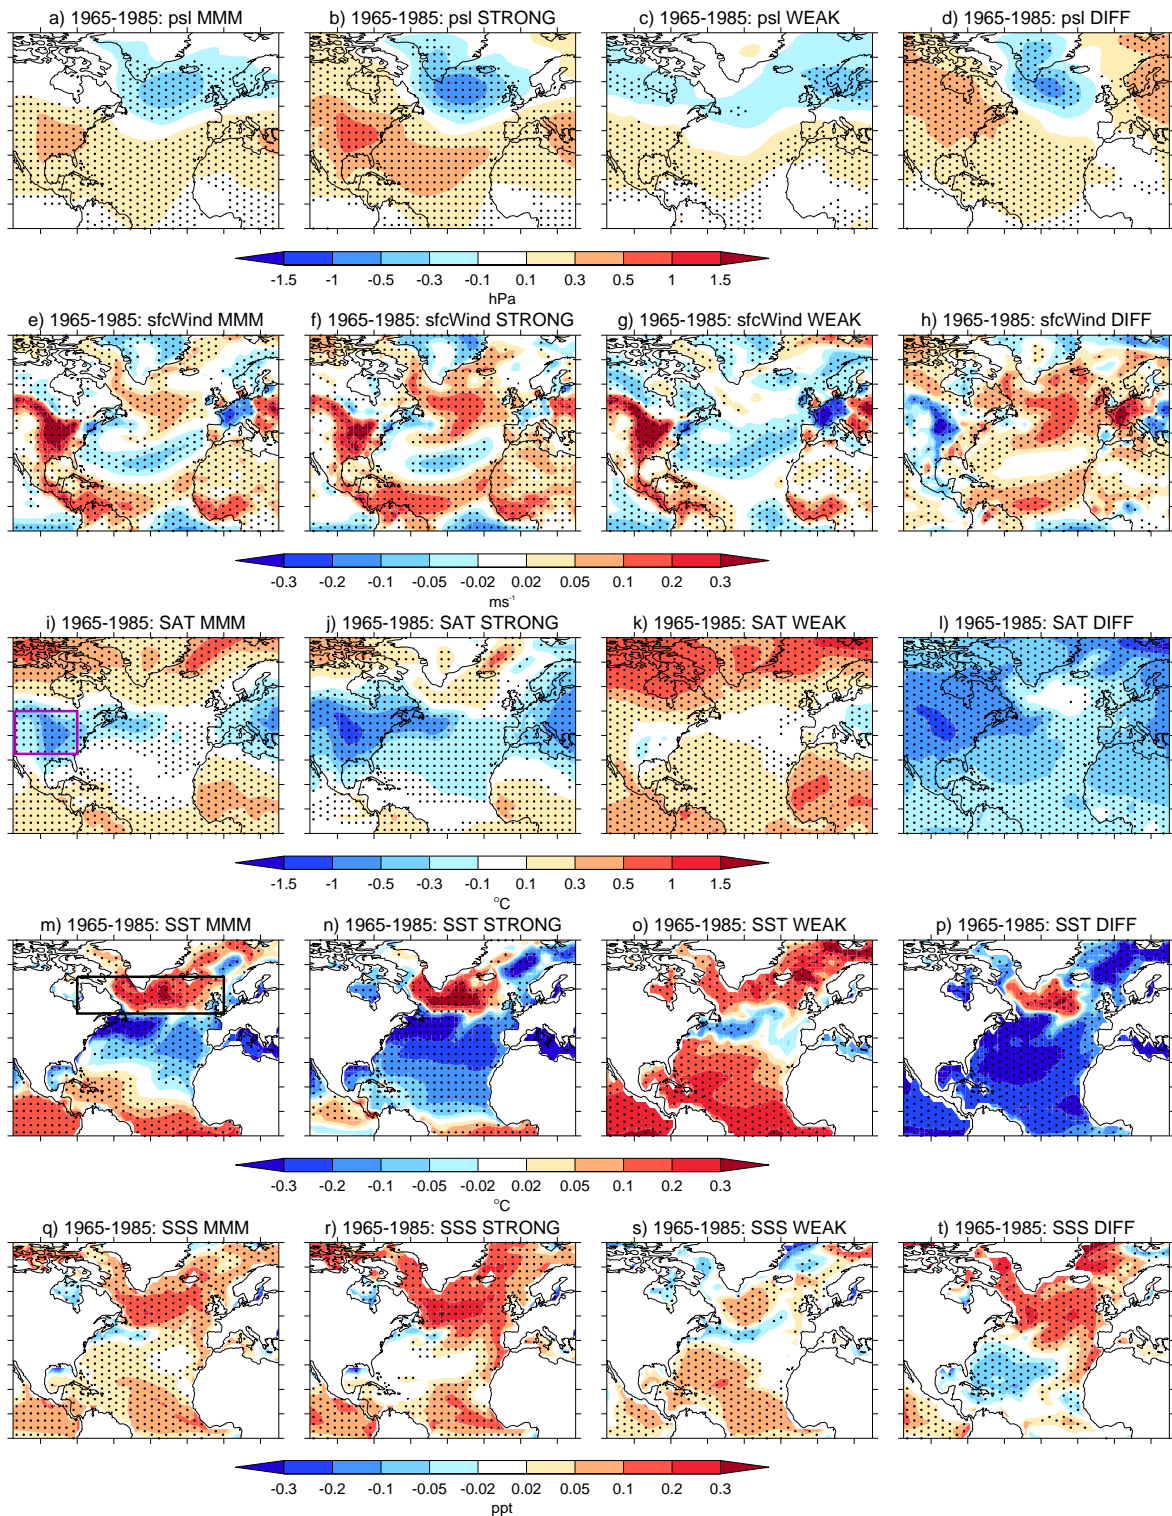 a) 1965-1985: psl MMM
b) 1965-1985: psl STRONG
c) 1965-1985: psl WEAK
d) 1965-1985: psl DIFF
-1.5 -1 -0.5 -0.3 -0.1 0.1 0.3 0.5 1 1.5
hPa
e) 1965-1985: sfcWind MMM
f) 1965-1985: sfcWind STRONG
g) 1965-1985: sfcWind WEAK
h) 1965-1985: sfcWind DIFF
-0.3 -0.2 -0.1 -0.05 -0.02 0.02 0.05 0.1 0.2 0.3
ms⁻¹
i) 1965-1985: SAT MMM
j) 1965-1985: SAT STRONG
k) 1965-1985: SAT WEAK
l) 1965-1985: SAT DIFF
-1.5 -1 -0.5 -0.3 -0.1 0.1 0.3 0.5 1 1.5
°C
m) 1965-1985: SST MMM
n) 1965-1985: SST STRONG
o) 1965-1985: SST WEAK
p) 1965-1985: SST DIFF
-0.3 -0.2 -0.1 -0.05 -0.02 0.02 0.05 0.1 0.2 0.3
°C
q) 1965-1985: SSS MMM
r) 1965-1985: SSS STRONG
s) 1965-1985: SSS WEAK
t) 1965-1985: SSS DIFF
-0.3 -0.2 -0.1 -0.05 -0.02 0.02 0.05 0.1 0.2 0.3
ppt